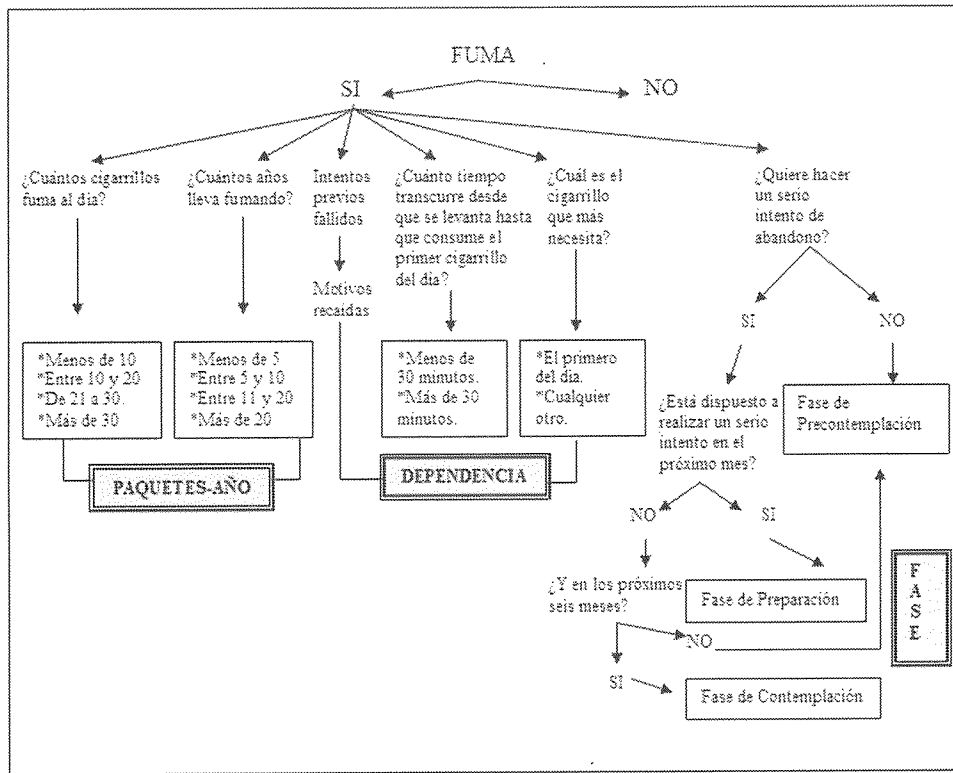 FUMA
SI
NO
¿Cuántos cigarrillos
fuma al día?
¿Cuántos años
lleva fumando?
Intentos
previos
fallidos
¿Cuánto tiempo
transcurre desde
que se levanta hasta
que consume el
primer cigarrillo
del día?
¿Cuál es el
cigarrillo
que más
necesita?
¿Quiere hacer
un serio
intento de
abandono?
Motivos
recaídas
SI
NO
*Menos de 10
*Entre 10 y 20
*De 21 a 30.
*Más de 30
*Menos de 5
*Entre 5 y 10
*Entre 11 y 20
*Más de 20
*Menos de
30 minutos.
*Más de 30
minutos.
*El primero
del día.
*Cualquier
otro.
¿Está dispuesto a
realizar un serio
intento en el
próximo mes?
Fase de
Precontemplación
PAQUETES-AÑO
DEPENDENCIA
NO
SI
¿Y en los próximos
seis meses?
Fase de Preparación
F
A
S
E
NO
SI
Fase de Contemplación